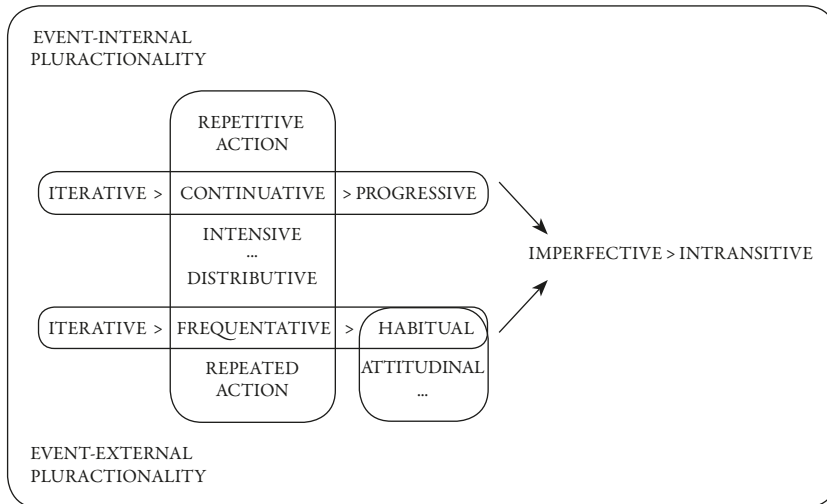 EVENT-INTERNAL
PLURACTIONALITY
REPETITIVE
ACTION
ITERATIVE > CONTINUATIVE > PROGRESSIVE
INTENSIVE
...
DISTRIBUTIVE
IMPERFECTIVE > INTRANSITIVE
ITERATIVE > FREQUENTATIVE > HABITUAL
REPEATED
ACTION
ATTITUDINAL
...
EVENT-EXTERNAL
PLURACTIONALITY